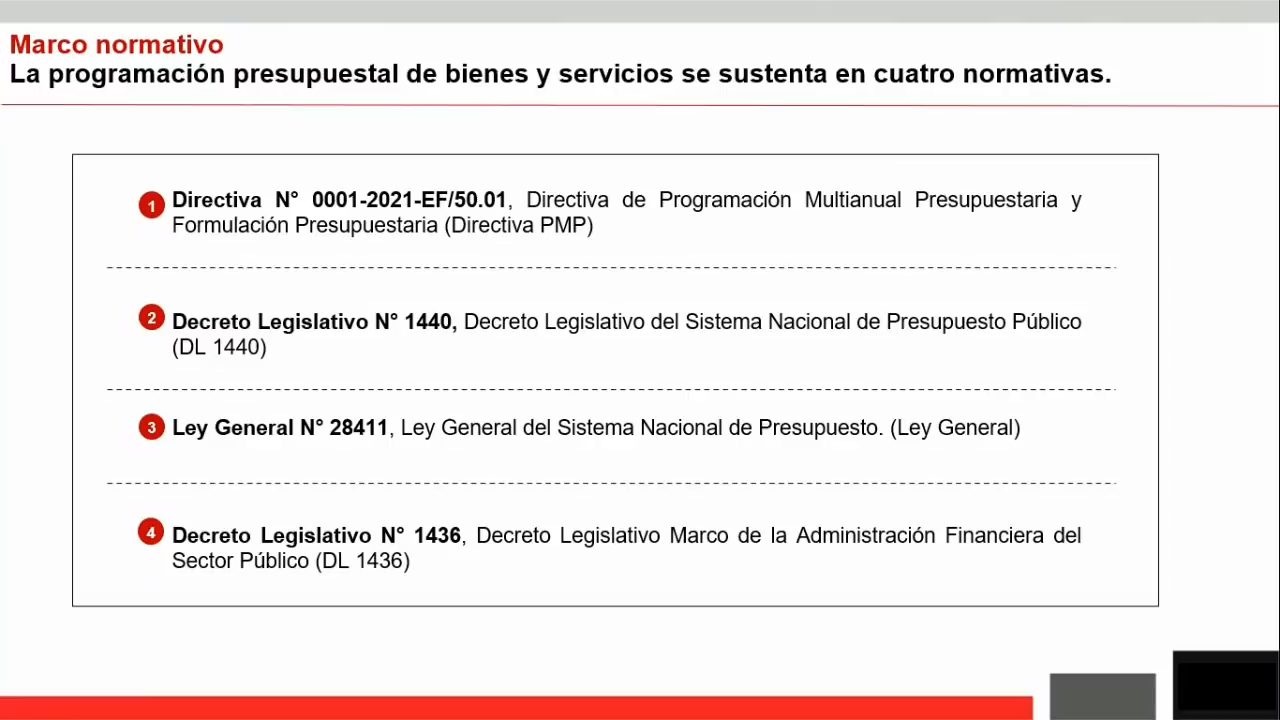 Marco normativo
La programación presupuestal de bienes y servicios se sustenta en cuatro normativas.
1 Directiva N° 0001-2021-EF/50.01, Directiva de Programación Multianual Presupuestaria y
Formulación Presupuestaria (Directiva PMP)
2 Decreto Legislativo N° 1440, Decreto Legislativo del Sistema Nacional de Presupuesto Público
(DL 1440)
3 Ley General N° 28411, Ley General del Sistema Nacional de Presupuesto. (Ley General)
4 Decreto Legislativo N° 1436, Decreto Legislativo Marco de la Administración Financiera del
Sector Público (DL 1436)